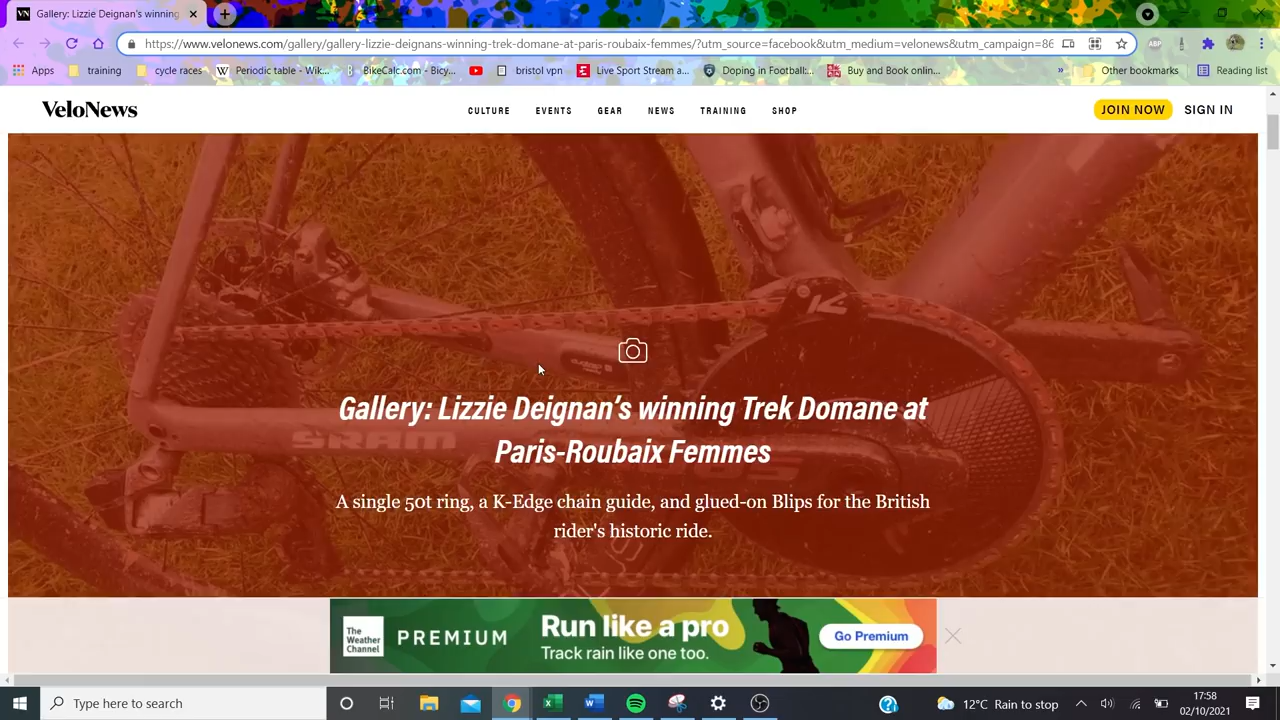 Gallery: Lizzie Deignan's winning
https://www.velonews.com/gallery/gallery-lizzie-deignans-winning-trek-domane-at-paris-roubaix-femmes/?utm_source=facebook&utm_medium=velonews&utm_campaign=86
ABP
Apps training cycle races Periodic table - Wik... BikeCalc.com - Bicy... bristol vpn Live Sport Stream a... Doping in Football:... Buy and Book onlin... » Other bookmarks Reading list
VeloNews CULTURE EVENTS GEAR NEWS TRAINING SHOP JOIN NOW SIGN IN
SRAM
Gallery: Lizzie Deignan’s winning Trek Domane at
Paris-Roubaix Femmes
A single 50t ring, a K-Edge chain guide, and glued-on Blips for the British
rider's historic ride.
The
Weather
Channel
PREMIUM
Run like a pro
Track rain like one too.
Go Premium
Type here to search
12°C Rain to stop
17:58
02/10/2021